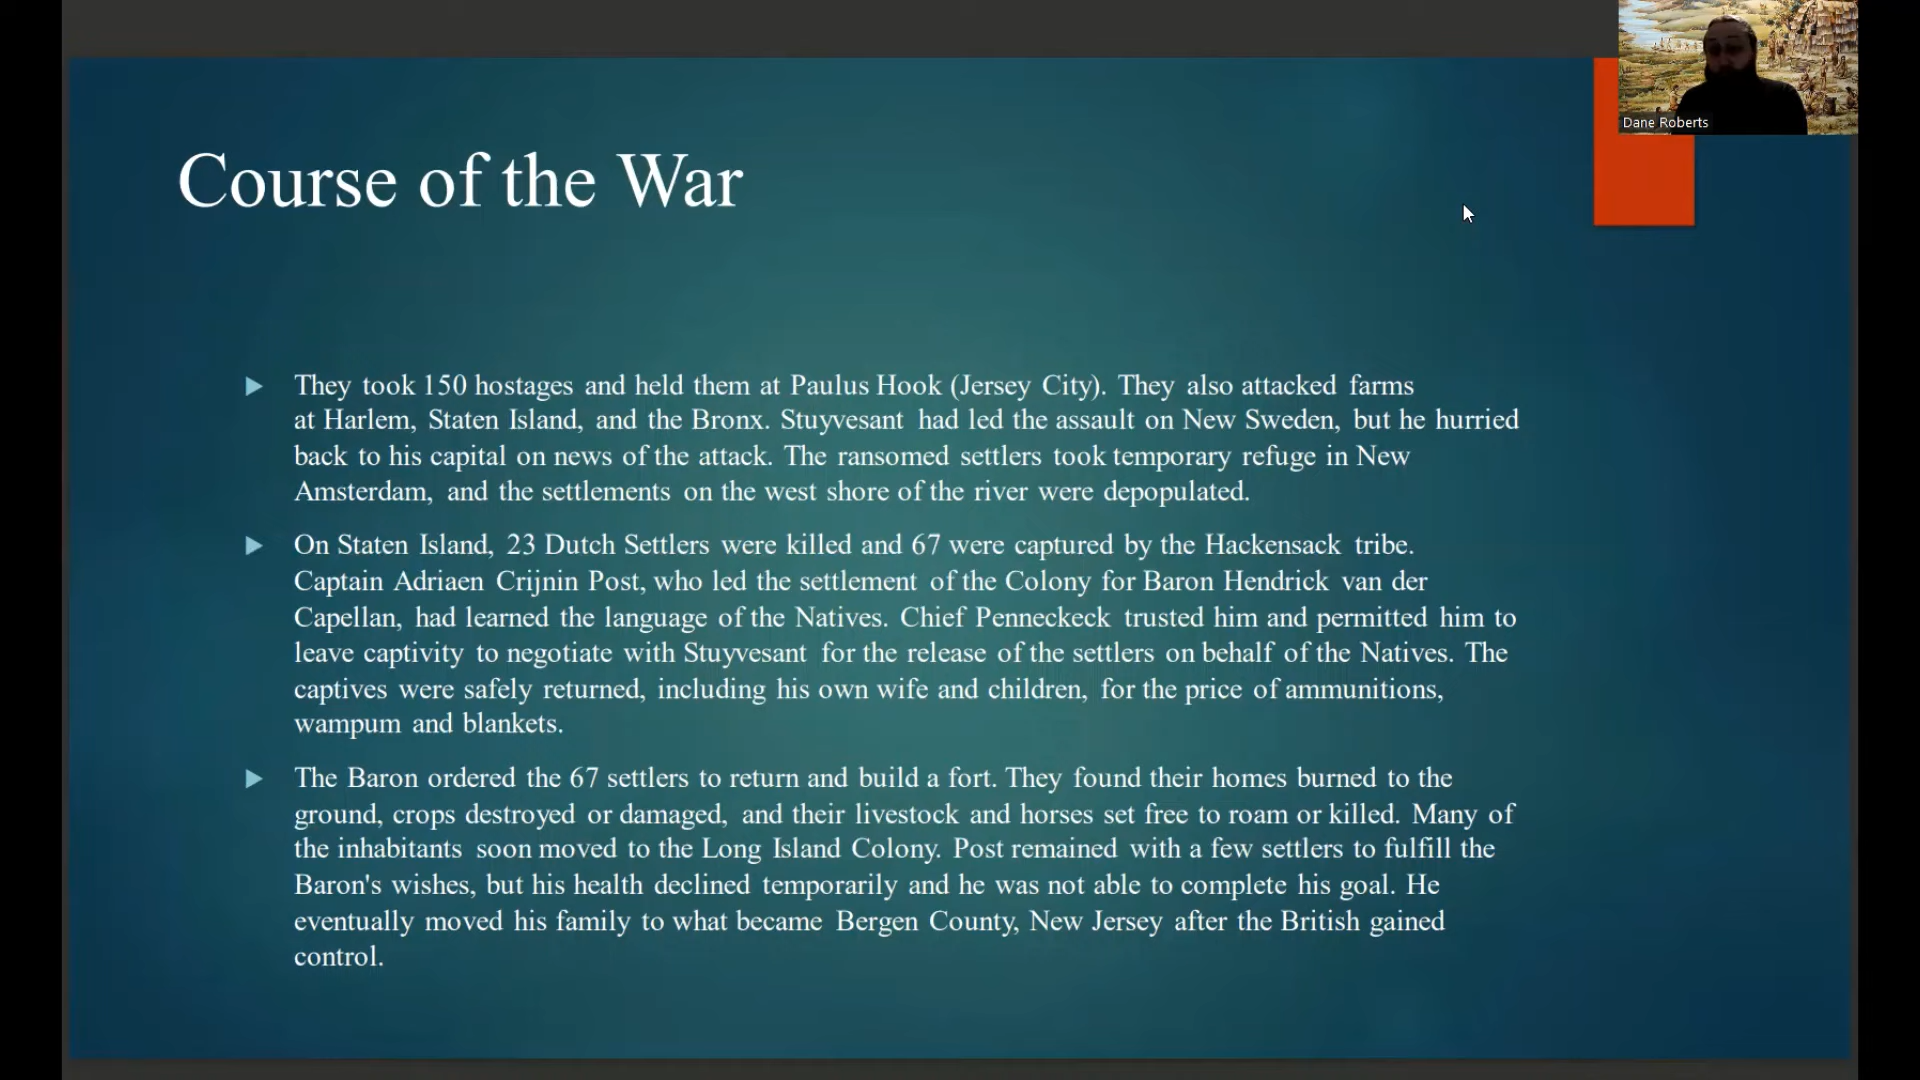 Dane Roberts
Course of the War
They took 150 hostages and held them at Paulus Hook (Jersey City). They also attacked farms
at Harlem, Staten Island, and the Bronx. Stuyvesant had led the assault on New Sweden, but he hurried
back to his capital on news of the attack. The ransomed settlers took temporary refuge in New
Amsterdam, and the settlements on the west shore of the river were depopulated.
On Staten Island, 23 Dutch Settlers were killed and 67 were captured by the Hackensack tribe.
Captain Adriaen Crijnin Post, who led the settlement of the Colony for Baron Hendrick van der
Capellan, had learned the language of the Natives. Chief Penneckeck trusted him and permitted him to
leave captivity to negotiate with Stuyvesant for the release of the settlers on behalf of the Natives. The
captives were safely returned, including his own wife and children, for the price of ammunitions,
wampum and blankets.
The Baron ordered the 67 settlers to return and build a fort. They found their homes burned to the
ground, crops destroyed or damaged, and their livestock and horses set free to roam or killed. Many of
the inhabitants soon moved to the Long Island Colony. Post remained with a few settlers to fulfill the
Baron's wishes, but his health declined temporarily and he was not able to complete his goal. He
eventually moved his family to what became Bergen County, New Jersey after the British gained
control.